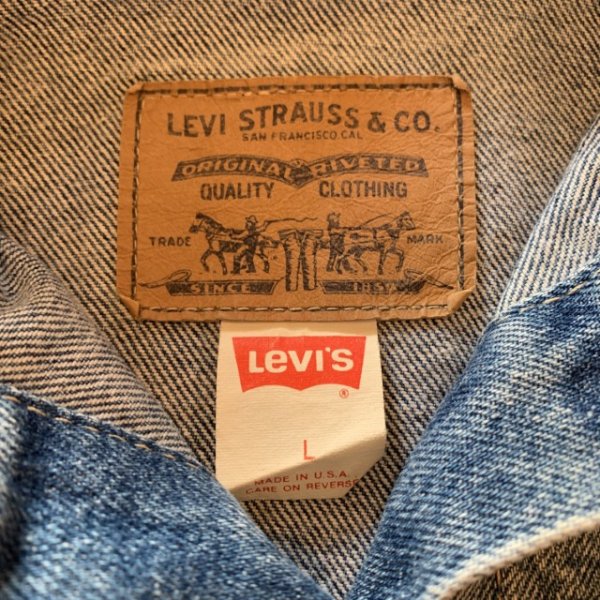 LEVI STRAUSS & CO.
SAN FRANCISCO.CAL
ORIGINAL RIVETED
QUALITY CLOTHING
TRADE MARK
SINCE 185
LEVI'S
®
L
MADE IN U.S.A.
CARE ON REVERSE